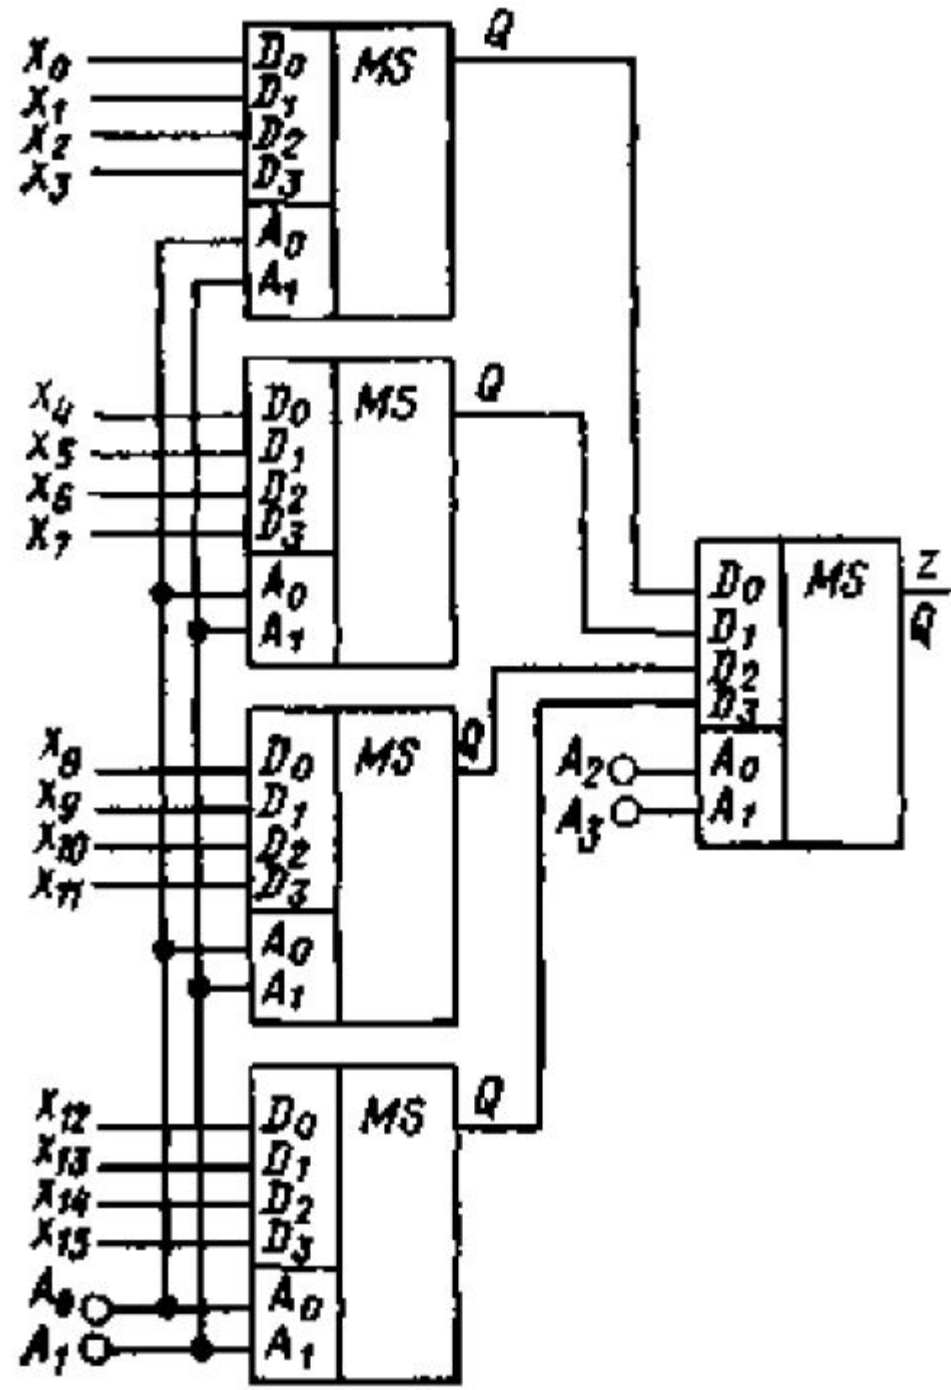 X₀ D₀ MS Q
X₁ D₁
X₂ D₂
X₃ D₃
A₀
A₁
X₄ D₀ MS Q
X₅ D₁
X₆ D₂
X₇ D₃
A₀
A₁
X₈ D₀ MS Q
X₉ D₁
X₁₀ D₂
X₁₁ D₃
A₀
A₁
X₁₂ D₀ MS Q
X₁₃ D₁
X₁₄ D₂
X₁₅ D₃
A₀ A₀
A₁ A₁
D₀ MS Z
D₁ Q
D₂
D₃
A₂ A₀
A₃ A₁